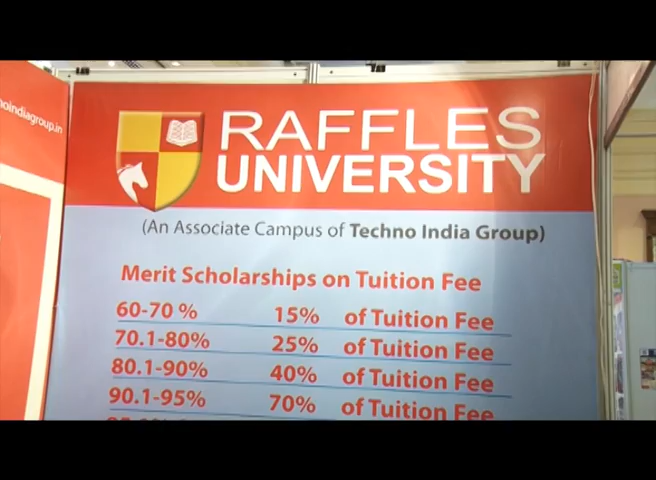 noindiagroup.in
RAFFLES
UNIVERSITY
(An Associate Campus of Techno India Group)
Merit Scholarships on Tuition Fee
60-70 % 15% of Tuition Fee
70.1-80% 25% of Tuition Fee
80.1-90% 40% of Tuition Fee
90.1-95% 70% of Tuition Fee